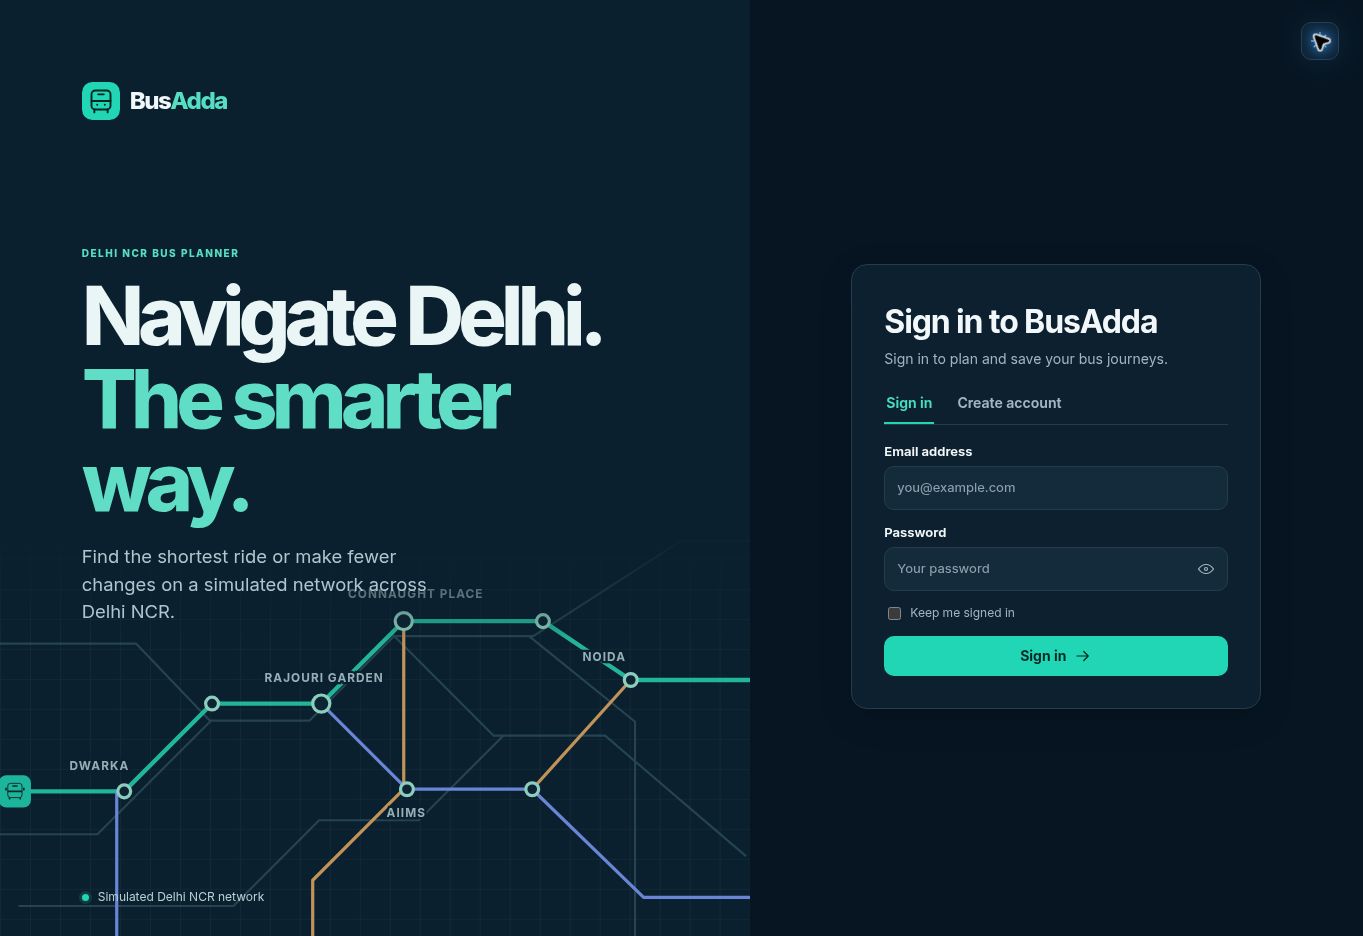 BusAdda
DELHI NCR BUS PLANNER
Navigate Delhi.
The smarter
way.
Find the shortest ride or make fewer
changes on a simulated network across
Delhi NCR.
CONNAUGHT PLACE
NOIDA
RAJOURI GARDEN
DWARKA
AIIMS
Simulated Delhi NCR network
Sign in to BusAdda
Sign in to plan and save your bus journeys.
Sign in Create account
Email address
you@example.com
Password
Your password
Keep me signed in
Sign in